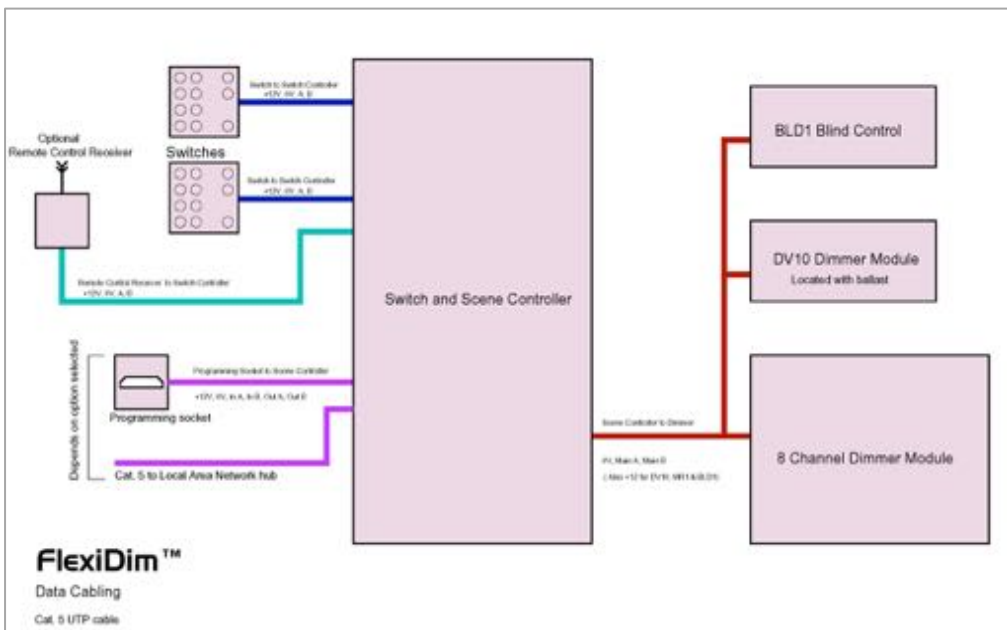 Switch to Switch Controller
+12V, 0V, A, B
Optional
Remote Control Receiver
Switches
Switch to Switch Controller
+12V, 0V, A, B
BLD1 Blind Control
DV10 Dimmer Module
Located with ballast
Remote Control Receiver to Switch Controller
+12V, 0V, A, B
Switch and Scene Controller
Depends on option selected
Programming Socket to Scene Controller
+12V, 0V, In A, In B, Out A, Out B
Programming socket
Scene Controller to Dimmer
0V, Main A, Main B
8 Channel Dimmer Module
Cat. 5 to Local Area Network hub
FlexiDim™
Data Cabling
Cat. 5 UTP cable